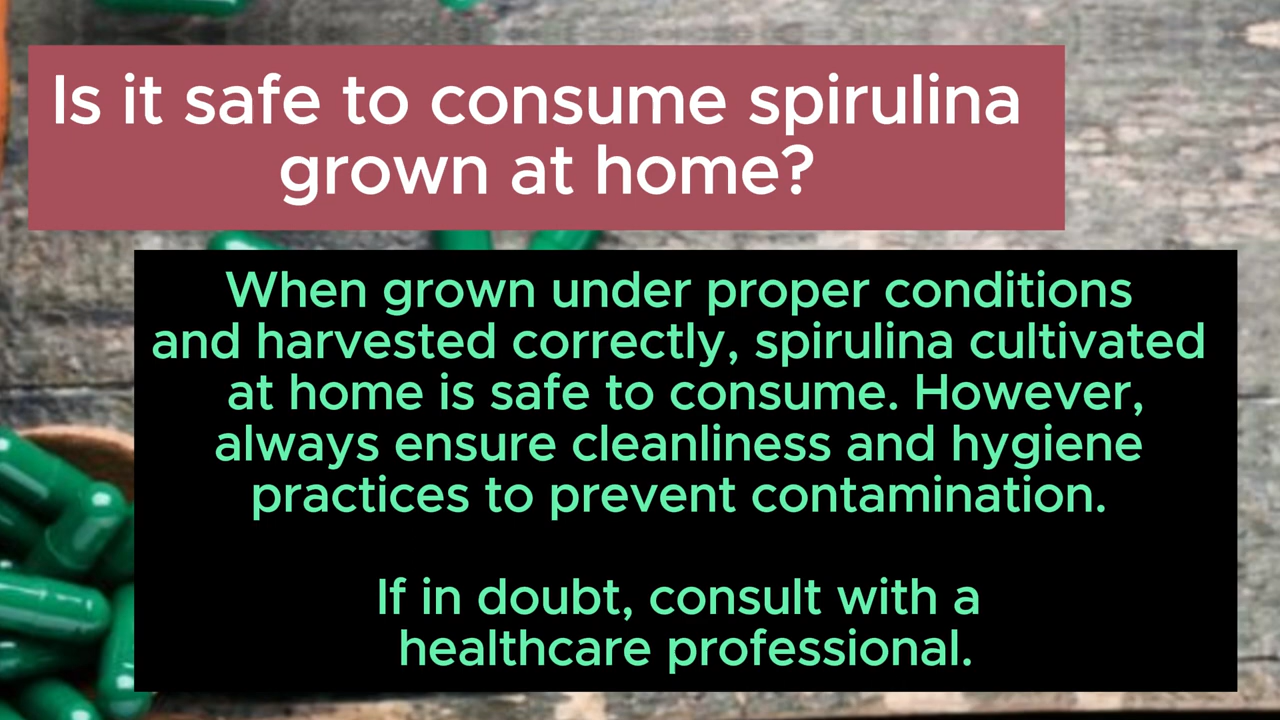 Is it safe to consume spirulina
grown at home?
When grown under proper conditions
and harvested correctly, spirulina cultivated
at home is safe to consume. However,
always ensure cleanliness and hygiene
practices to prevent contamination.
If in doubt, consult with a
healthcare professional.